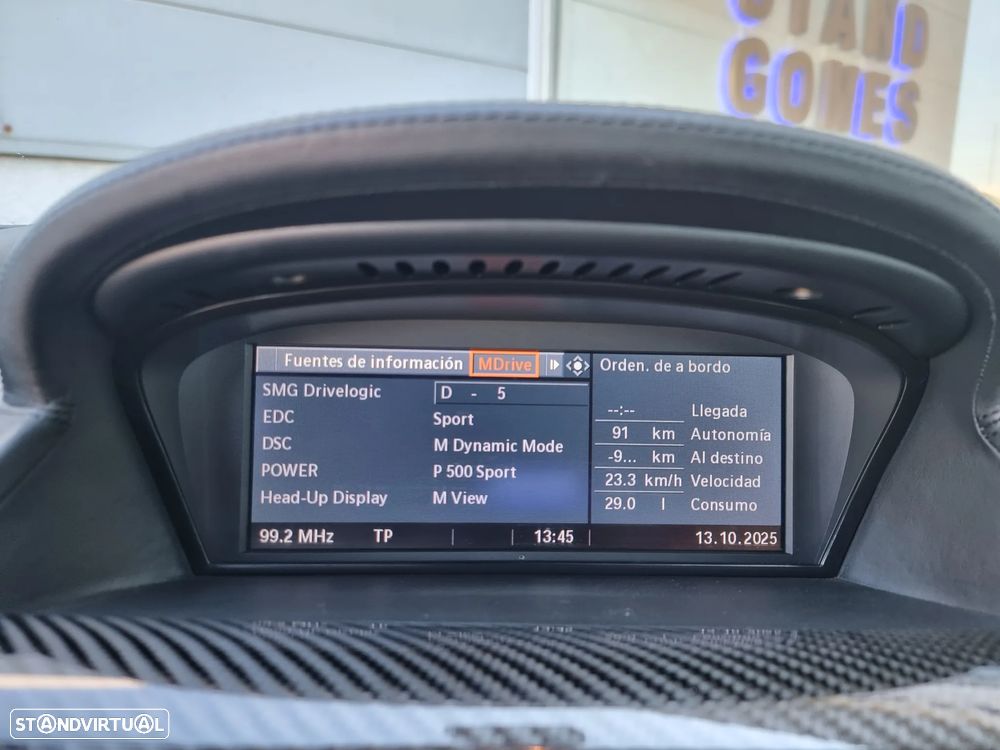 STAND
GOMES
Fuentes de información MDrive
SMG Drivelogic D - 5
EDC Sport
DSC M Dynamic Mode
POWER P 500 Sport
Head-Up Display M View
99.2 MHz TP 13:45
Orden. de a bordo
--:-- Llegada
91 km Autonomía
-9... km Al destino
23.3 km/h Velocidad
29.0 l Consumo
13.10.2025
STANDVIRTUAL